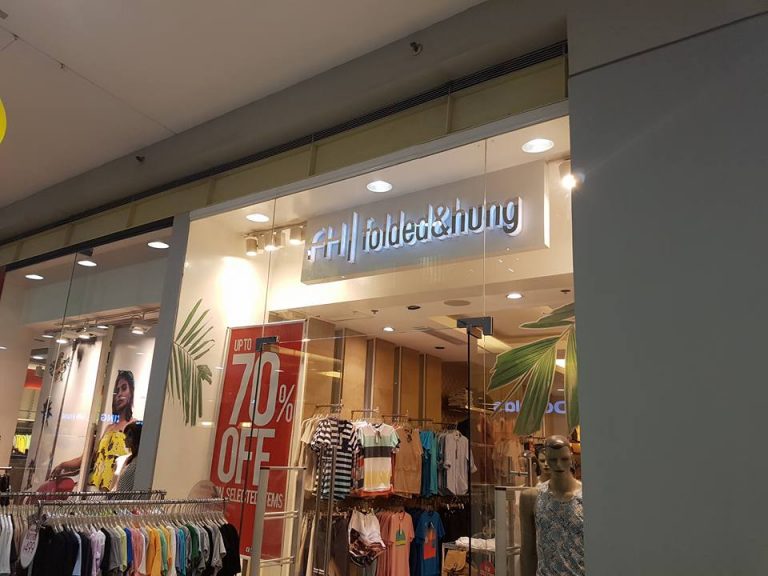 FH folded&hung
UP TO
70%
OFF
SELECTED ITEMS